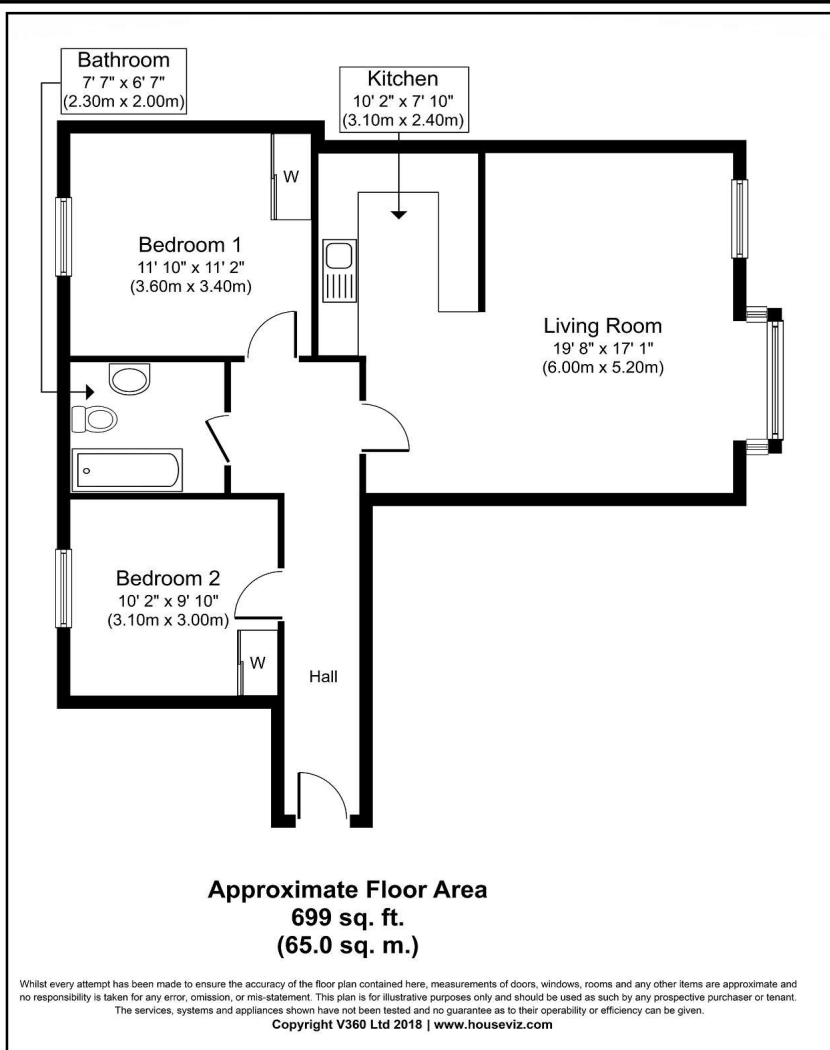 Bathroom
7' 7" x 6' 7"
(2.30m x 2.00m)
Kitchen
10' 2" x 7' 10"
(3.10m x 2.40m)
W
Bedroom 1
11' 10" x 11' 2"
(3.60m x 3.40m)
Living Room
19' 8" x 17' 1"
(6.00m x 5.20m)
Bedroom 2
10' 2" x 9' 10"
(3.10m x 3.00m)
W
Hall
Approximate Floor Area
699 sq. ft.
(65.0 sq. m.)
Whilst every attempt has been made to ensure the accuracy of the floor plan contained here, measurements of doors, windows, rooms and any other items are approximate and
no responsibility is taken for any error, omission, or mis-statement. This plan is for illustrative purposes only and should be used as such by any prospective purchaser or tenant.
The services, systems and appliances shown have not been tested and no guarantee as to their operability or efficiency can be given.
Copyright V360 Ltd 2018 | www.houseviz.com